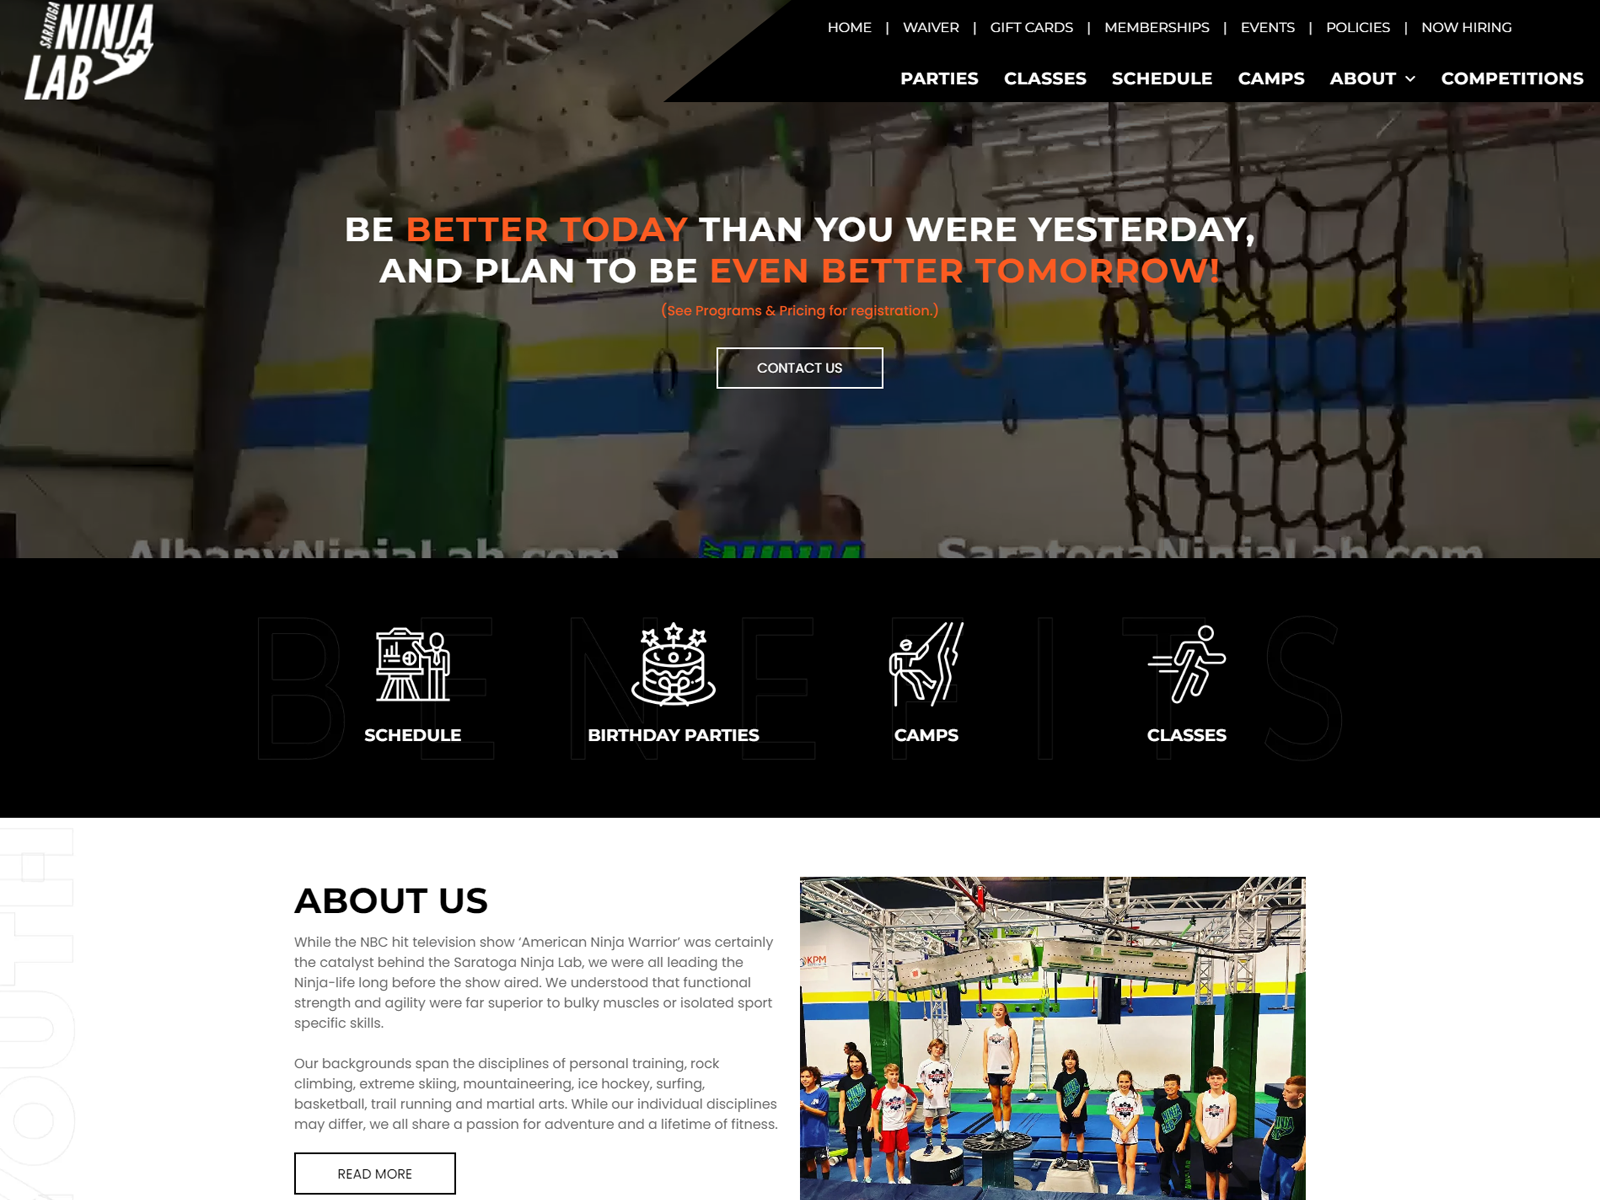 SARATOGA
NINJA
LAB
HOME | WAIVER | GIFT CARDS | MEMBERSHIPS | EVENTS | POLICIES | NOW HIRING
PARTIES CLASSES SCHEDULE CAMPS ABOUT COMPETITIONS
BE BETTER TODAY THAN YOU WERE YESTERDAY,
AND PLAN TO BE EVEN BETTER TOMORROW!
(See Programs & Pricing for registration.)
CONTACT US
AlbanyNinjaLab.com
NINJA
SaratogaNinjaLab.com
BENEFITS
SCHEDULE
BIRTHDAY PARTIES
CAMPS
CLASSES
YOUTH
ABOUT US
While the NBC hit television show ‘American Ninja Warrior’ was certainly
the catalyst behind the Saratoga Ninja Lab, we were all leading the
Ninja-life long before the show aired. We understood that functional
strength and agility were far superior to bulky muscles or isolated sport
specific skills.
Our backgrounds span the disciplines of personal training, rock
climbing, extreme skiing, mountaineering, ice hockey, surfing,
basketball, trail running and martial arts. While our individual disciplines
may differ, we all share a passion for adventure and a lifetime of fitness.
READ MORE
KPM